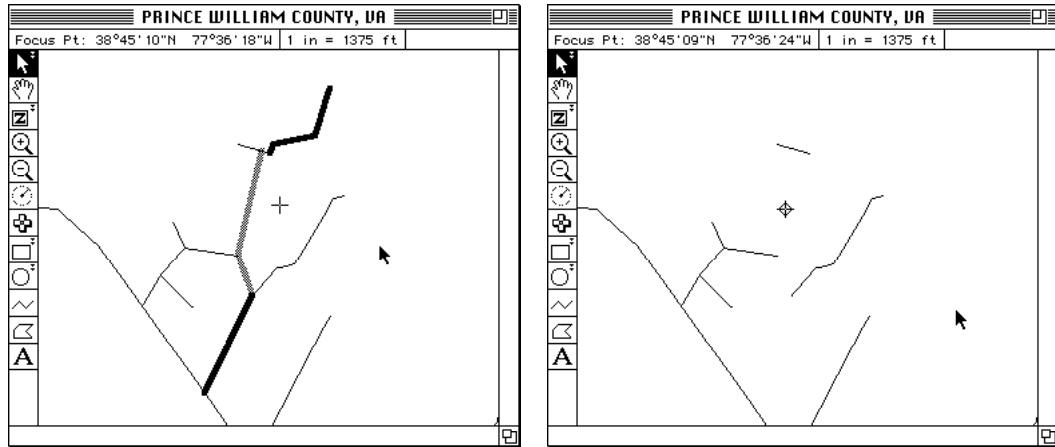 PRINCE WILLIAM COUNTY, VA
Focus Pt: 38°45'10"N 77°36'18"W 1 in = 1375 ft
Z
A
PRINCE WILLIAM COUNTY, VA
Focus Pt: 38°45'09"N 77°36'24"W 1 in = 1375 ft
Z
A